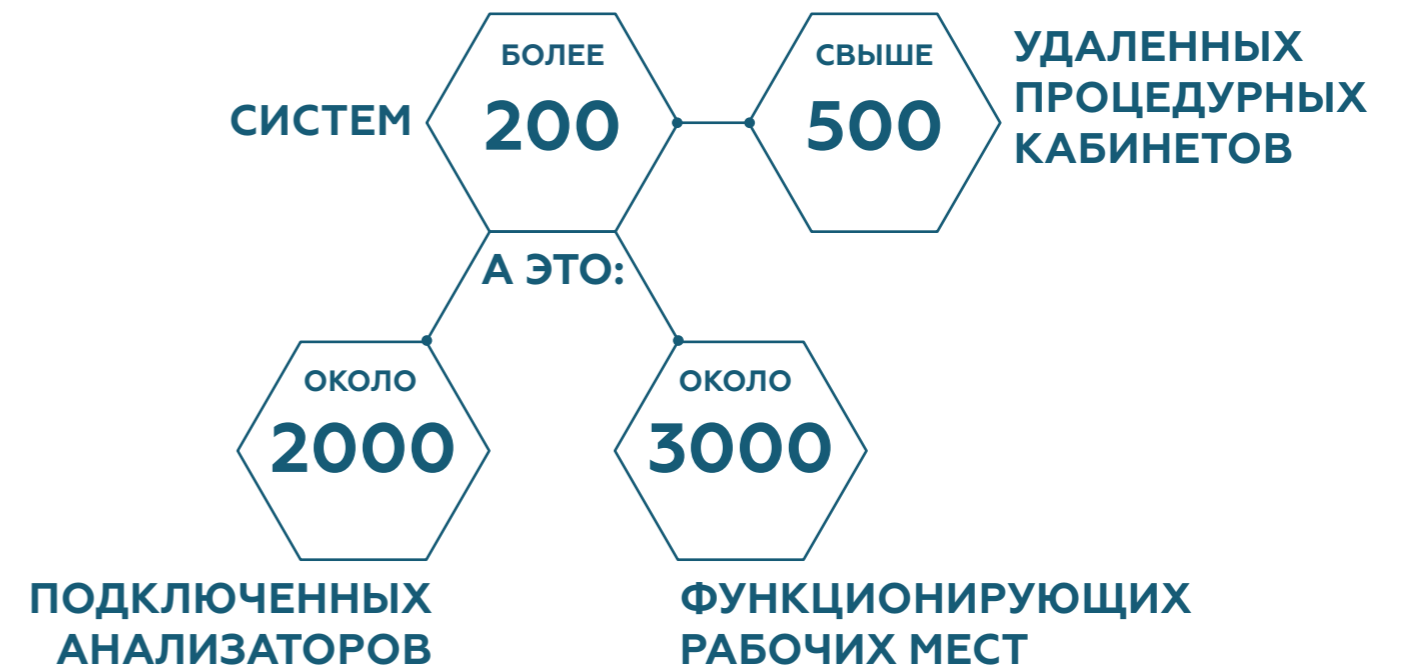 СИСТЕМ
БОЛЕЕ
200
СВЫШЕ
500
УДАЛЕННЫХ
ПРОЦЕДУРНЫХ
КАБИНЕТОВ
А ЭТО:
ОКОЛО
2000
ПОДКЛЮЧЕННЫХ
АНАЛИЗАТОРОВ
ОКОЛО
3000
ФУНКЦИОНИРУЮЩИХ
РАБОЧИХ МЕСТ